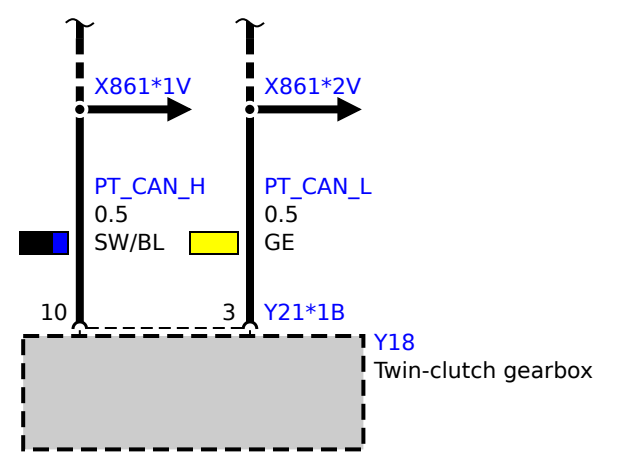 X861*1V X861*2V
PT_CAN_H PT_CAN_L
0.5 0.5
SW/BL GE
10 3 Y21*1B
Y18
Twin-clutch gearbox